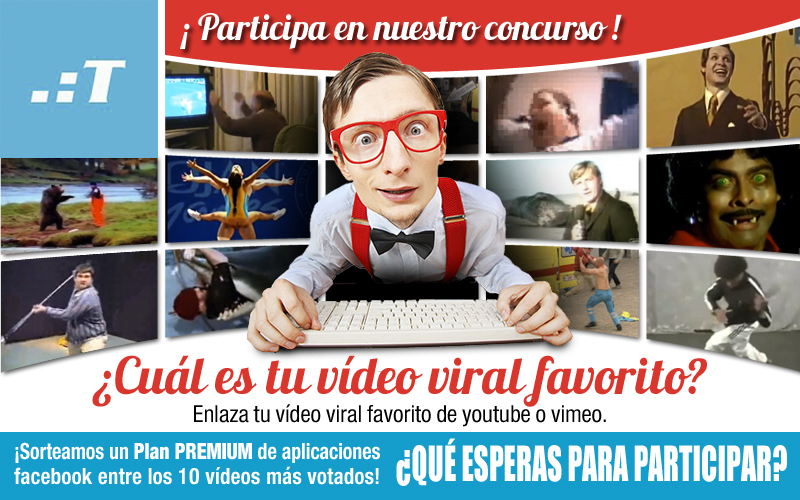 ¡ Participa en nuestro concurso !
.:T
¿Cuál es tu vídeo viral favorito?
Enlaza tu vídeo viral favorito de youtube o vimeo.
¡Sorteamos un Plan PREMIUM de aplicaciones
facebook entre los 10 vídeos más votados!
¿QUÉ ESPERAS PARA PARTICIPAR?